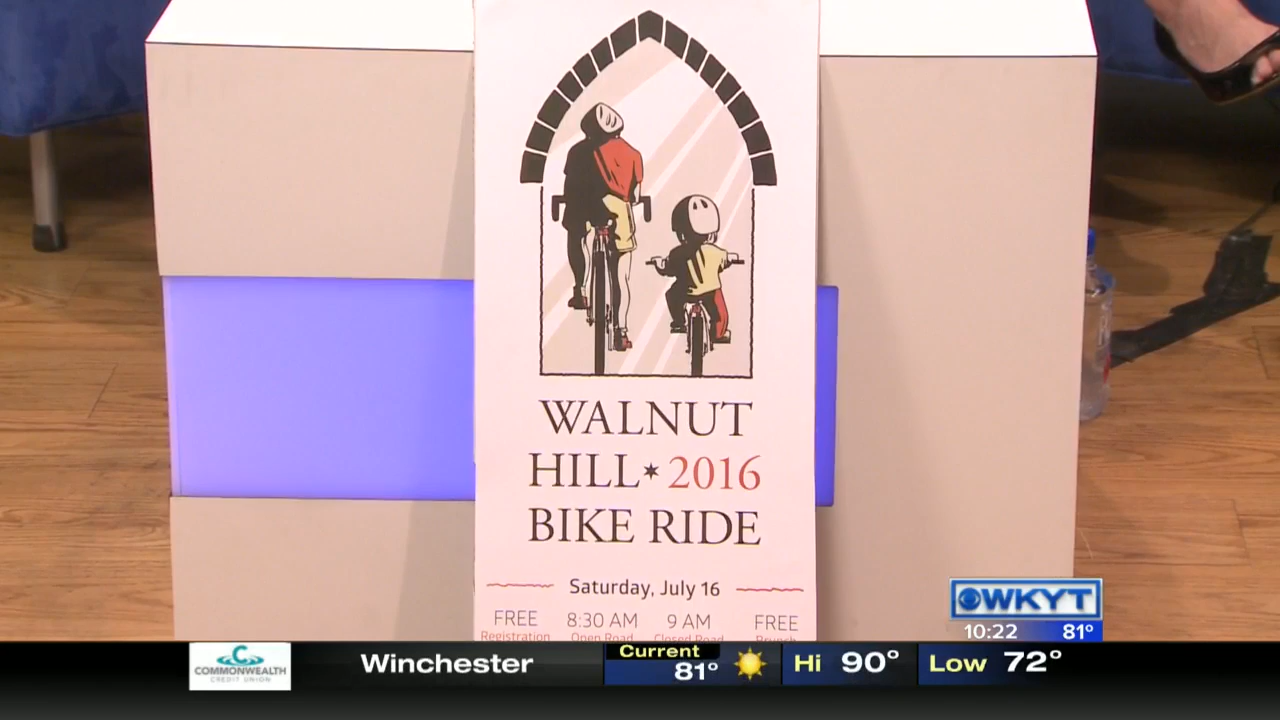 WALNUT
HILL★2016
BIKE RIDE
Saturday, July 16
FREE 8:30 AM 9 AM FREE
Registration Open Road Closed Road Brunch
WKYT
10:22 81°
C
COMMONWEALTH
CREDIT UNION
Winchester
Current
81°
Hi 90°
Low 72°